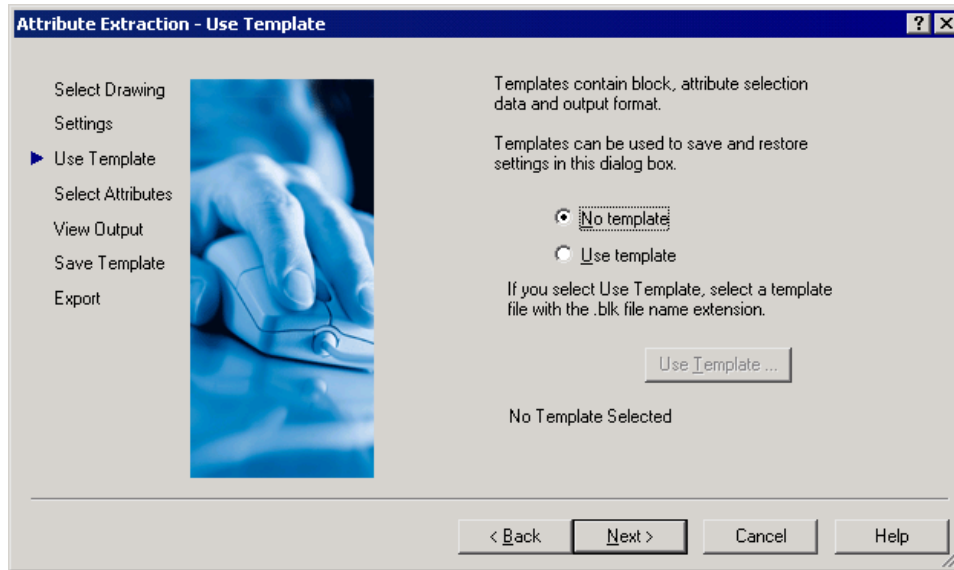 Attribute Extraction - Use Template
Select Drawing
Settings
Use Template
Select Attributes
View Output
Save Template
Export
Templates contain block, attribute selection
data and output format.
Templates can be used to save and restore
settings in this dialog box.
No template
Use template
If you select Use Template, select a template
file with the .blk file name extension.
Use Template ...
No Template Selected
< Back
Next >
Cancel
Help